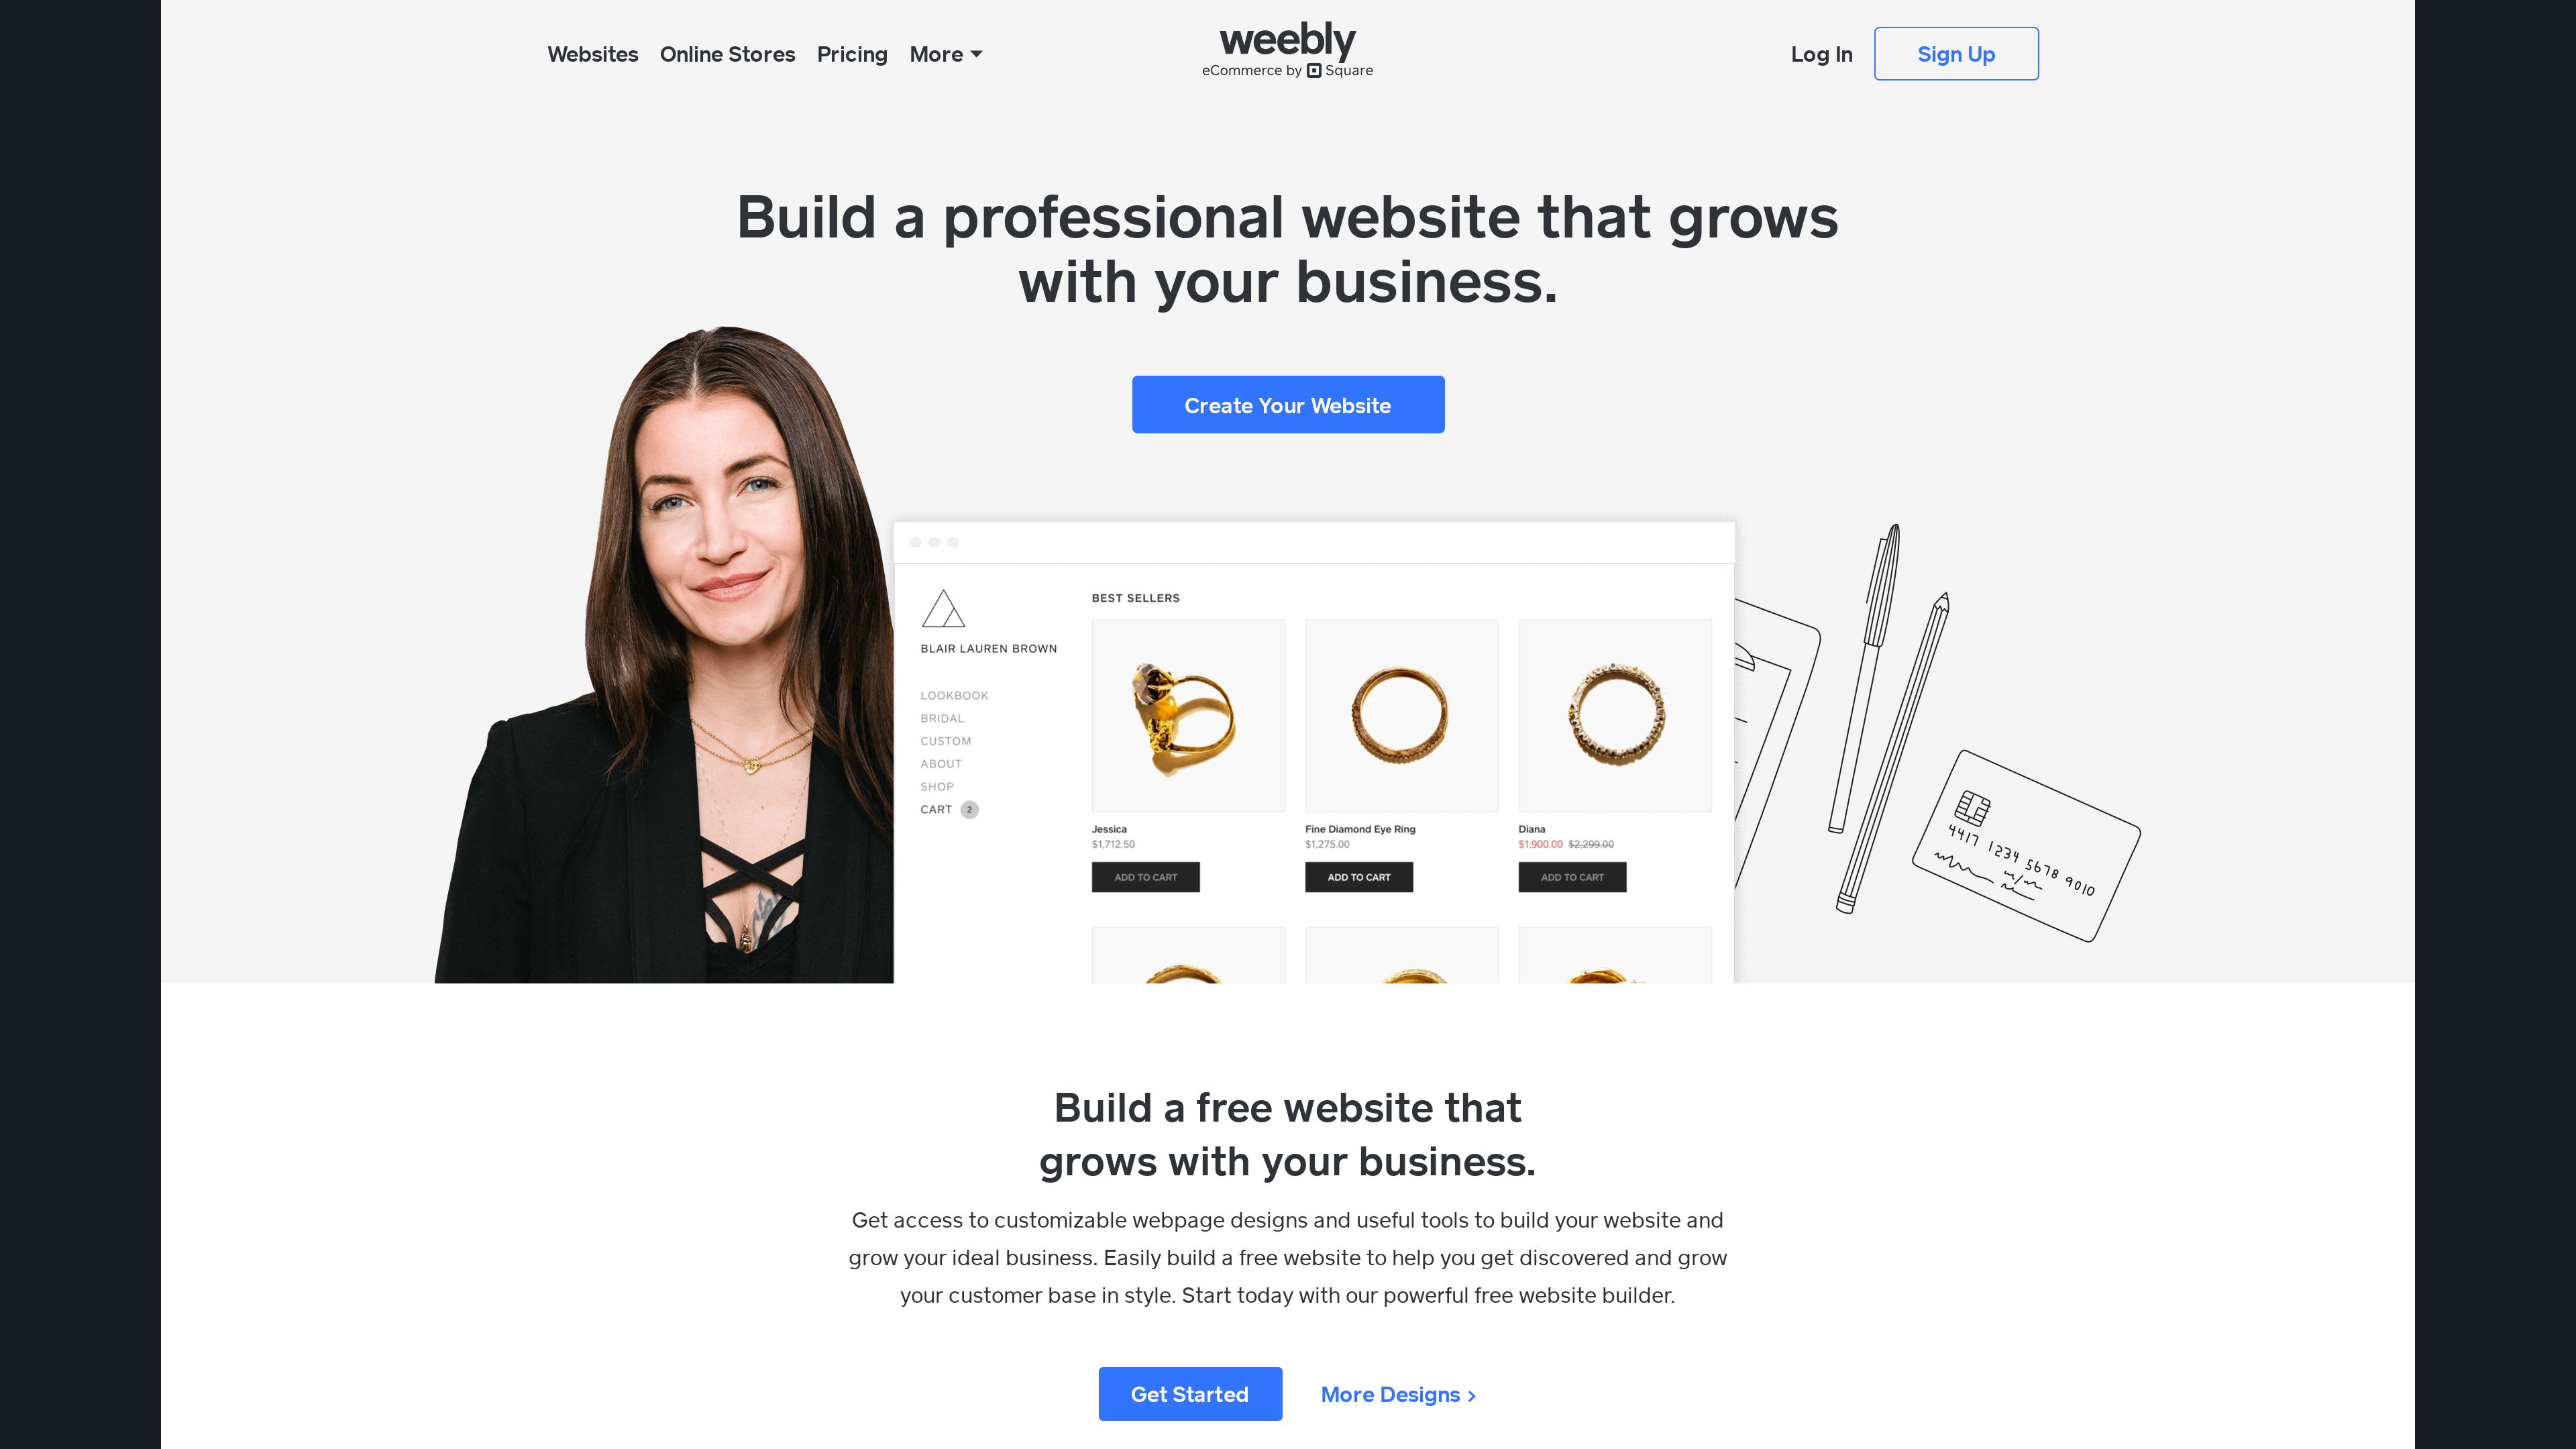 Websites Online Stores Pricing More
weebly
eCommerce by Square
Log In Sign Up
Build a professional website that grows
with your business.
Create Your Website
BLAIR LAUREN BROWN
LOOKBOOK
BRIDAL
CUSTOM
ABOUT
SHOP
CART 2
BEST SELLERS
Jessica
$1,712.50
ADD TO CART
Fine Diamond Eye Ring
$1,275.00
ADD TO CART
Diana
$1,900.00 $2,299.00
ADD TO CART
4417 1234 5678 9010
Build a free website that
grows with your business.
Get access to customizable webpage designs and useful tools to build your website and
grow your ideal business. Easily build a free website to help you get discovered and grow
your customer base in style. Start today with our powerful free website builder.
Get Started More Designs >